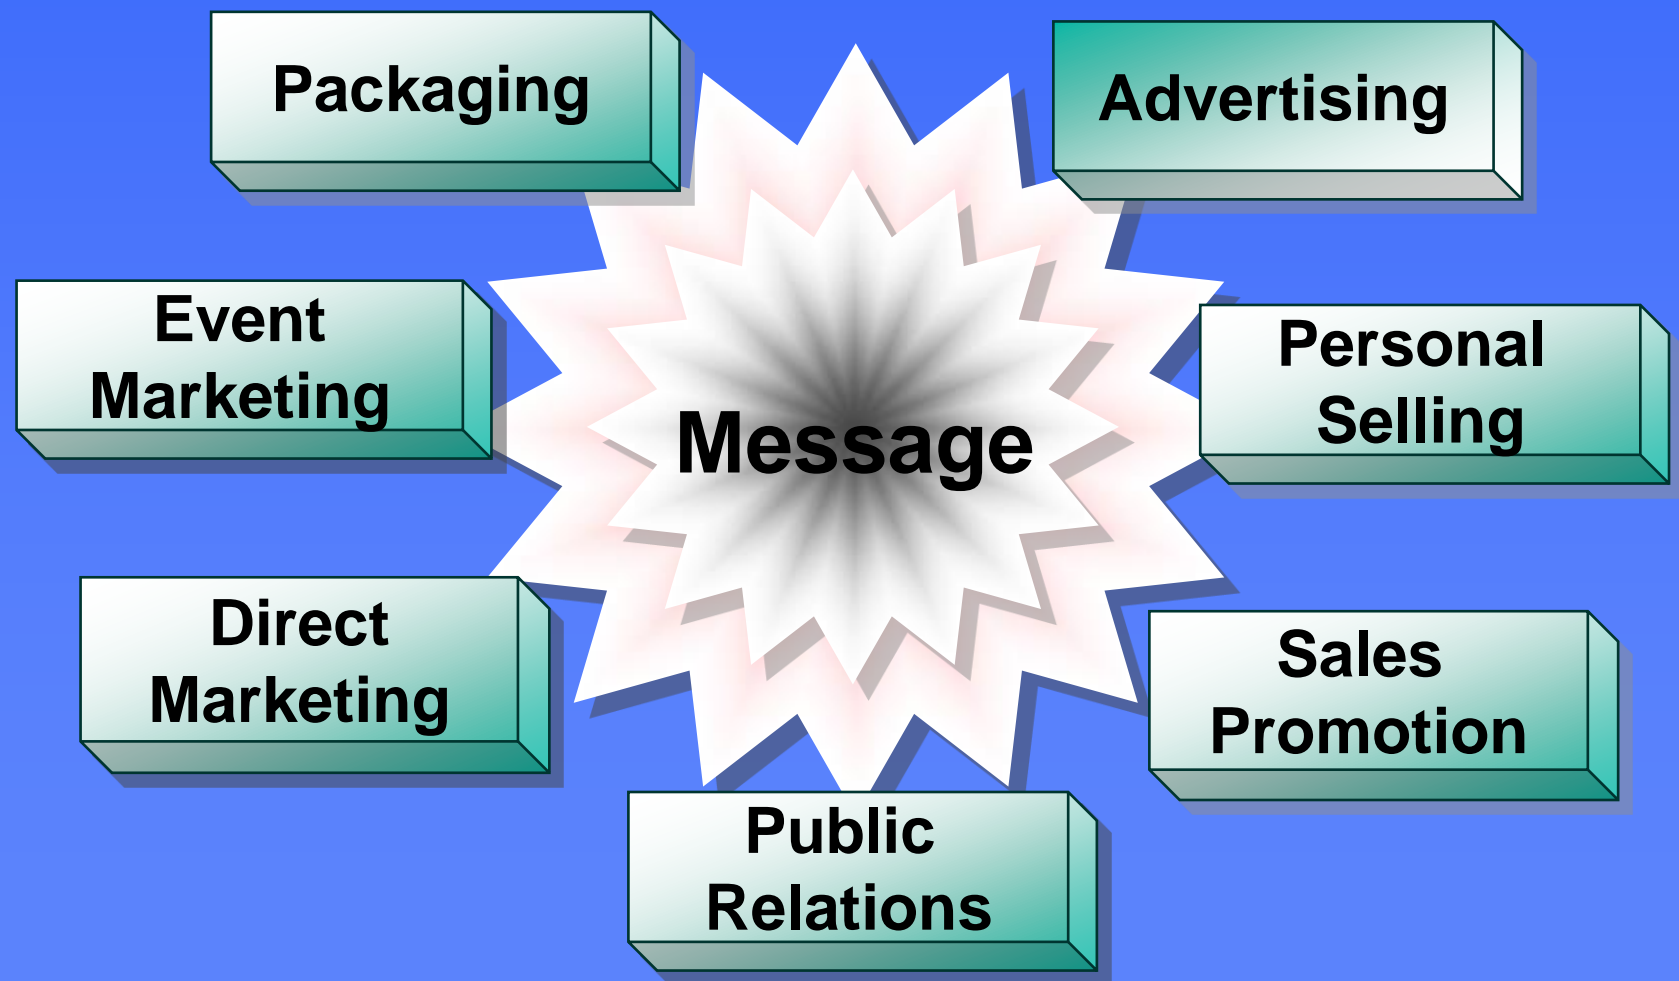 Packaging
Advertising
Event
Marketing
Personal
Selling
Message
Direct
Marketing
Sales
Promotion
Public
Relations